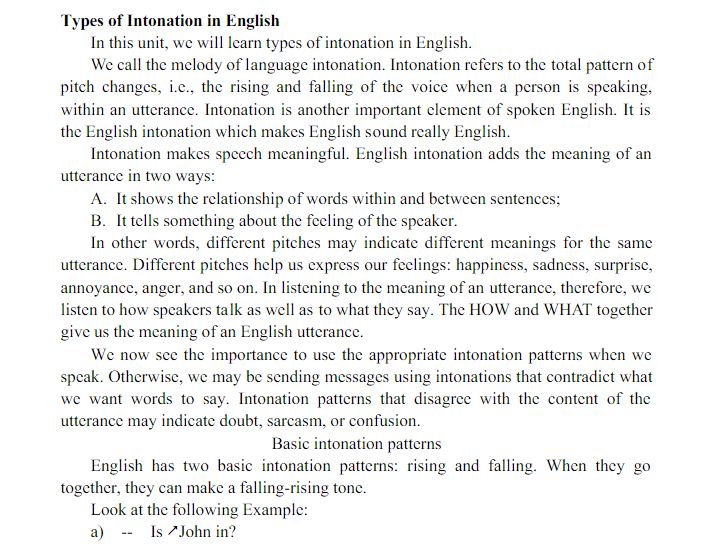 Types of Intonation in English
In this unit, we will learn types of intonation in English.
We call the melody of language intonation. Intonation refers to the total pattern of
pitch changes, i.e., the rising and falling of the voice when a person is speaking,
within an utterance. Intonation is another important element of spoken English. It is
the English intonation which makes English sound really English.
Intonation makes speech meaningful. English intonation adds the meaning of an
utterance in two ways:
A. It shows the relationship of words within and between sentences;
B. It tells something about the feeling of the speaker.
In other words, different pitches may indicate different meanings for the same
utterance. Different pitches help us express our feelings: happiness, sadness, surprise,
annoyance, anger, and so on. In listening to the meaning of an utterance, therefore, we
listen to how speakers talk as well as to what they say. The HOW and WHAT together
give us the meaning of an English utterance.
We now see the importance to use the appropriate intonation patterns when we
speak. Otherwise, we may be sending messages using intonations that contradict what
we want words to say. Intonation patterns that disagree with the content of the
utterance may indicate doubt, sarcasm, or confusion.
Basic intonation patterns
English has two basic intonation patterns: rising and falling. When they go
together, they can make a falling-rising tone.
Look at the following Example:
a) -- Is ↗John in?